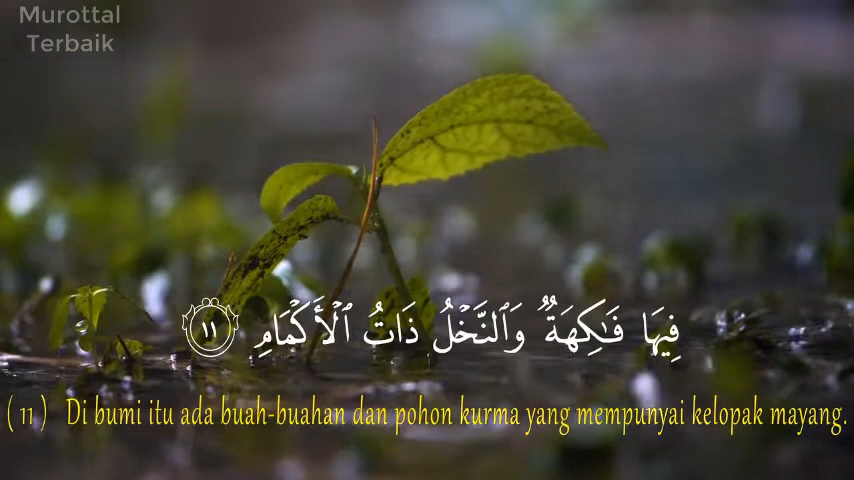 Murottal
Terbaik
فِيهَا فَـٰكِهَةٌ وَٱلنَّخْلُ ذَاتُ ٱلْأَكْمَامِ ١١
( 11 ) Di bumi itu ada buah-buahan dan pohon kurma yang mempunyai kelopak mayang.